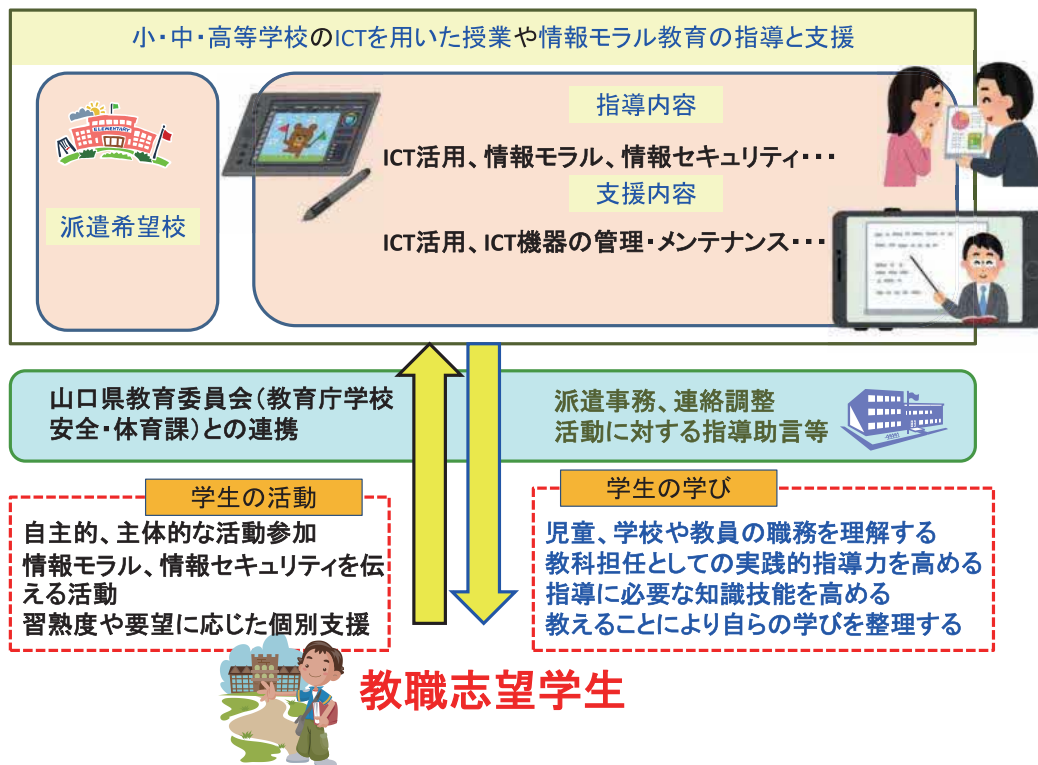 小・中・高等学校のICTを用いた授業や情報モラル教育の指導と支援
ELEMENTARY
派遣希望校
指導内容
ICT活用、情報モラル、情報セキュリティ・・・
支援内容
ICT活用、ICT機器の管理・メンテナンス・・・
山口県教育委員会（教育庁学校
安全・体育課）との連携
派遣事務、連絡調整
活動に対する指導助言等
学生の活動
自主的、主体的な活動参加
情報モラル、情報セキュリティを伝
える活動
習熟度や要望に応じた個別支援
学生の学び
児童、学校や教員の職務を理解する
教科担任としての実践的指導力を高める
指導に必要な知識技能を高める
教えることにより自らの学びを整理する
教職志望学生